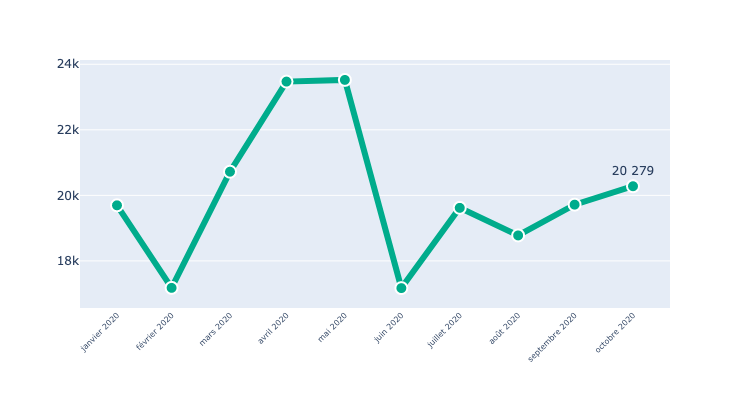 24k
22k
20k
18k
20 279
janvier 2020
février 2020
mars 2020
avril 2020
mai 2020
juin 2020
juillet 2020
août 2020
septembre 2020
octobre 2020